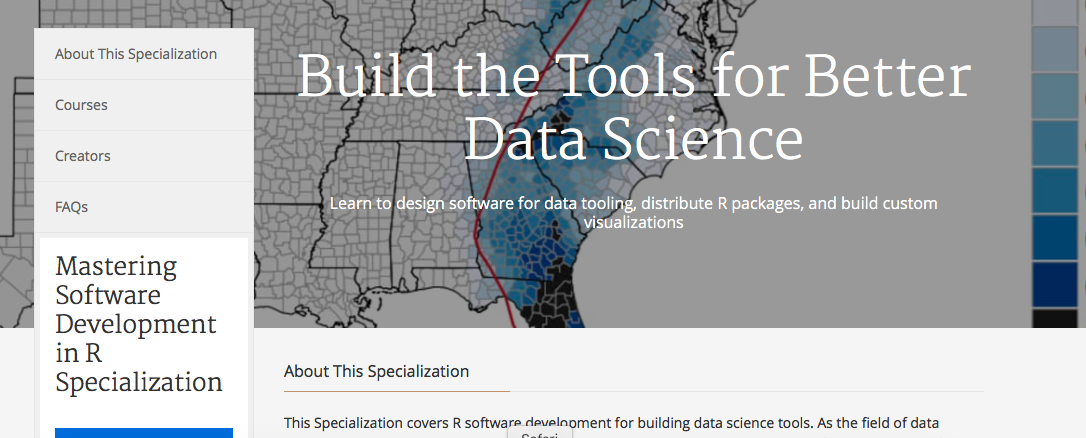 About This Specialization
Courses
Creators
FAQs
Mastering
Software
Development
in R
Specialization
Build the Tools for Better
Data Science
Learn to design software for data tooling, distribute R packages, and build custom
visualizations
About This Specialization
This Specialization covers R software development for building data science tools. As the field of data
Safari